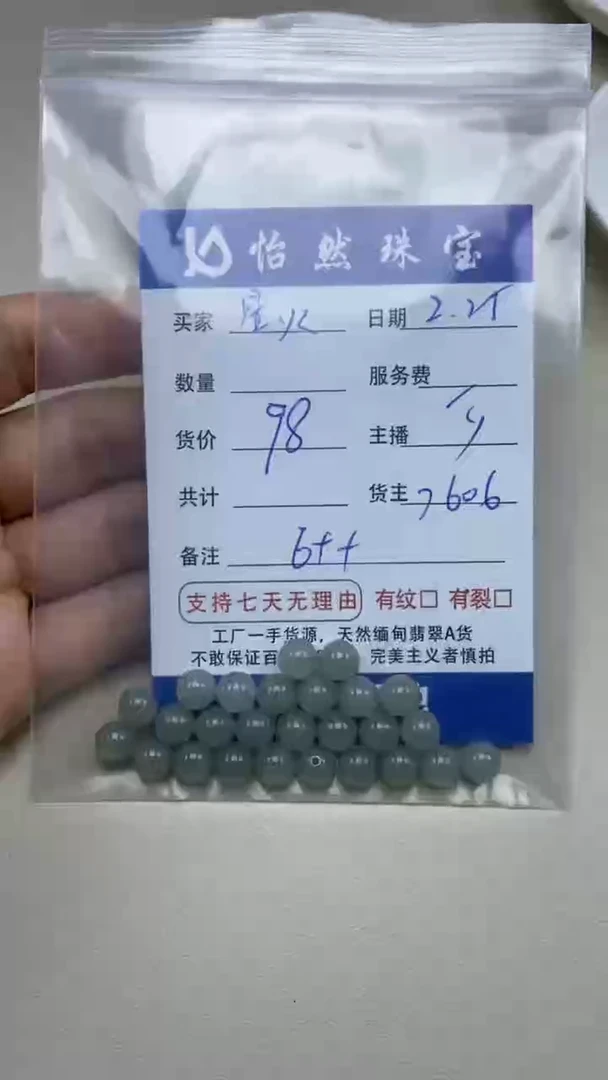 怡然珠宝
买家 星火 日期 2.25
数量 服务费
货价 98 主播 y
共计 货主 7606
备注 6++
支持七天无理由 有纹□ 有裂□
工厂一手货源，天然缅甸翡翠A货
不敢保证百 完美主义者慎拍